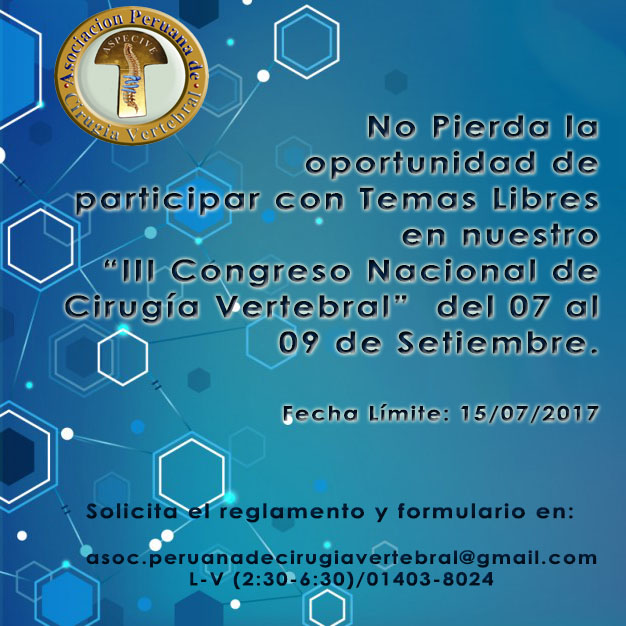 Asociacion Peruana de
Cirugía Vertebral
ASPECIVE
No Pierda la
oportunidad de
participar con Temas Libres
en nuestro
“III Congreso Nacional de
Cirugía Vertebral”  del 07 al
09 de Setiembre.
Fecha Límite: 15/07/2017
Solicita el reglamento y formulario en:
asoc.peruanadecirugiavertebral@gmail.com
L-V (2:30-6:30)/01403-8024